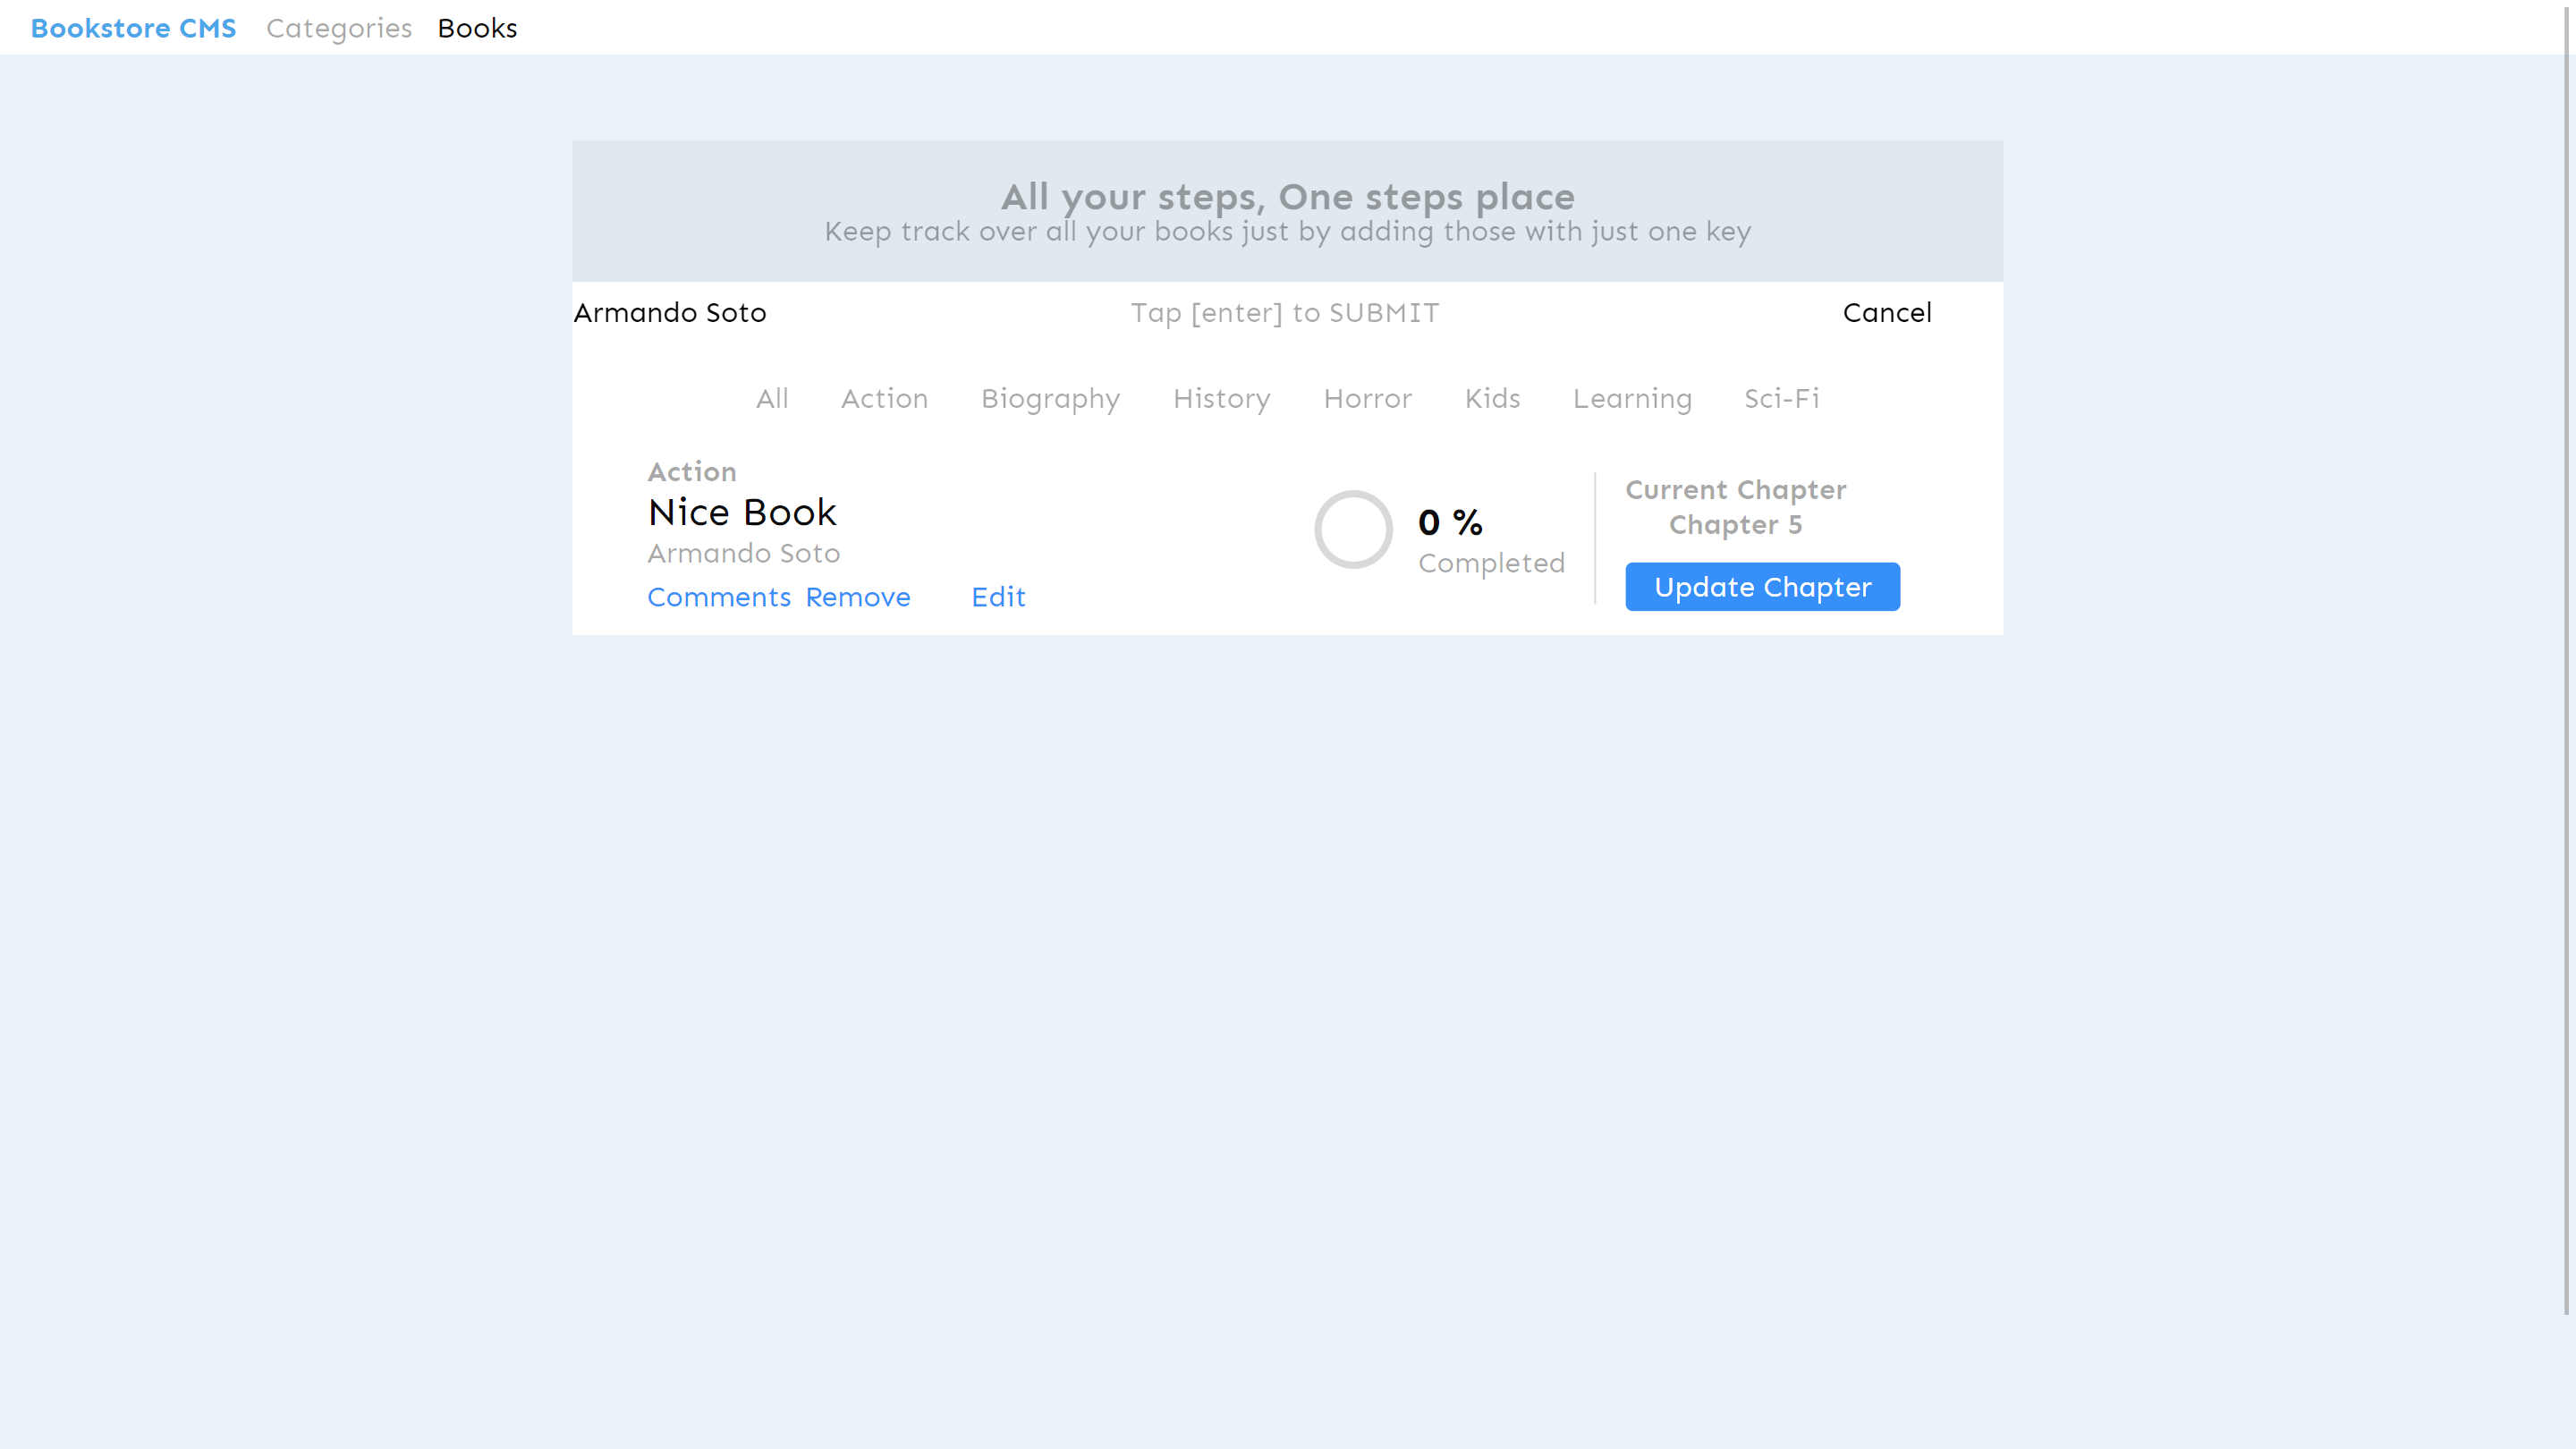 Bookstore CMS Categories Books
All your steps, One steps place
Keep track over all your books just by adding those with just one key
Armando Soto Tap [enter] to SUBMIT Cancel
All Action Biography History Horror Kids Learning Sci-Fi
Action
Nice Book
Armando Soto
Comments Remove Edit
0 %
Completed
Current Chapter
Chapter 5
Update Chapter